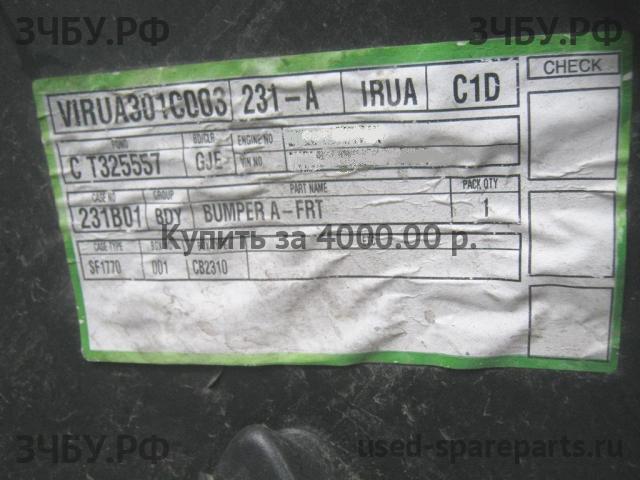 ЗЧБУ.РФ ЗЧБУ.РФ
VIRUA301C003 231-A IRUA C1D CHECK
PONO BDICLR ENGINE NO
C T325557 GJE VIN NO
CASE NO GROUP PART NAME PACK QTY
231B01 BDY BUMPER A-FRT 1
Купить за 4000.00 р.
CASE TYPE
SF1770 001 CB2310
ЗЧБУ.РФ used-spareparts.ru